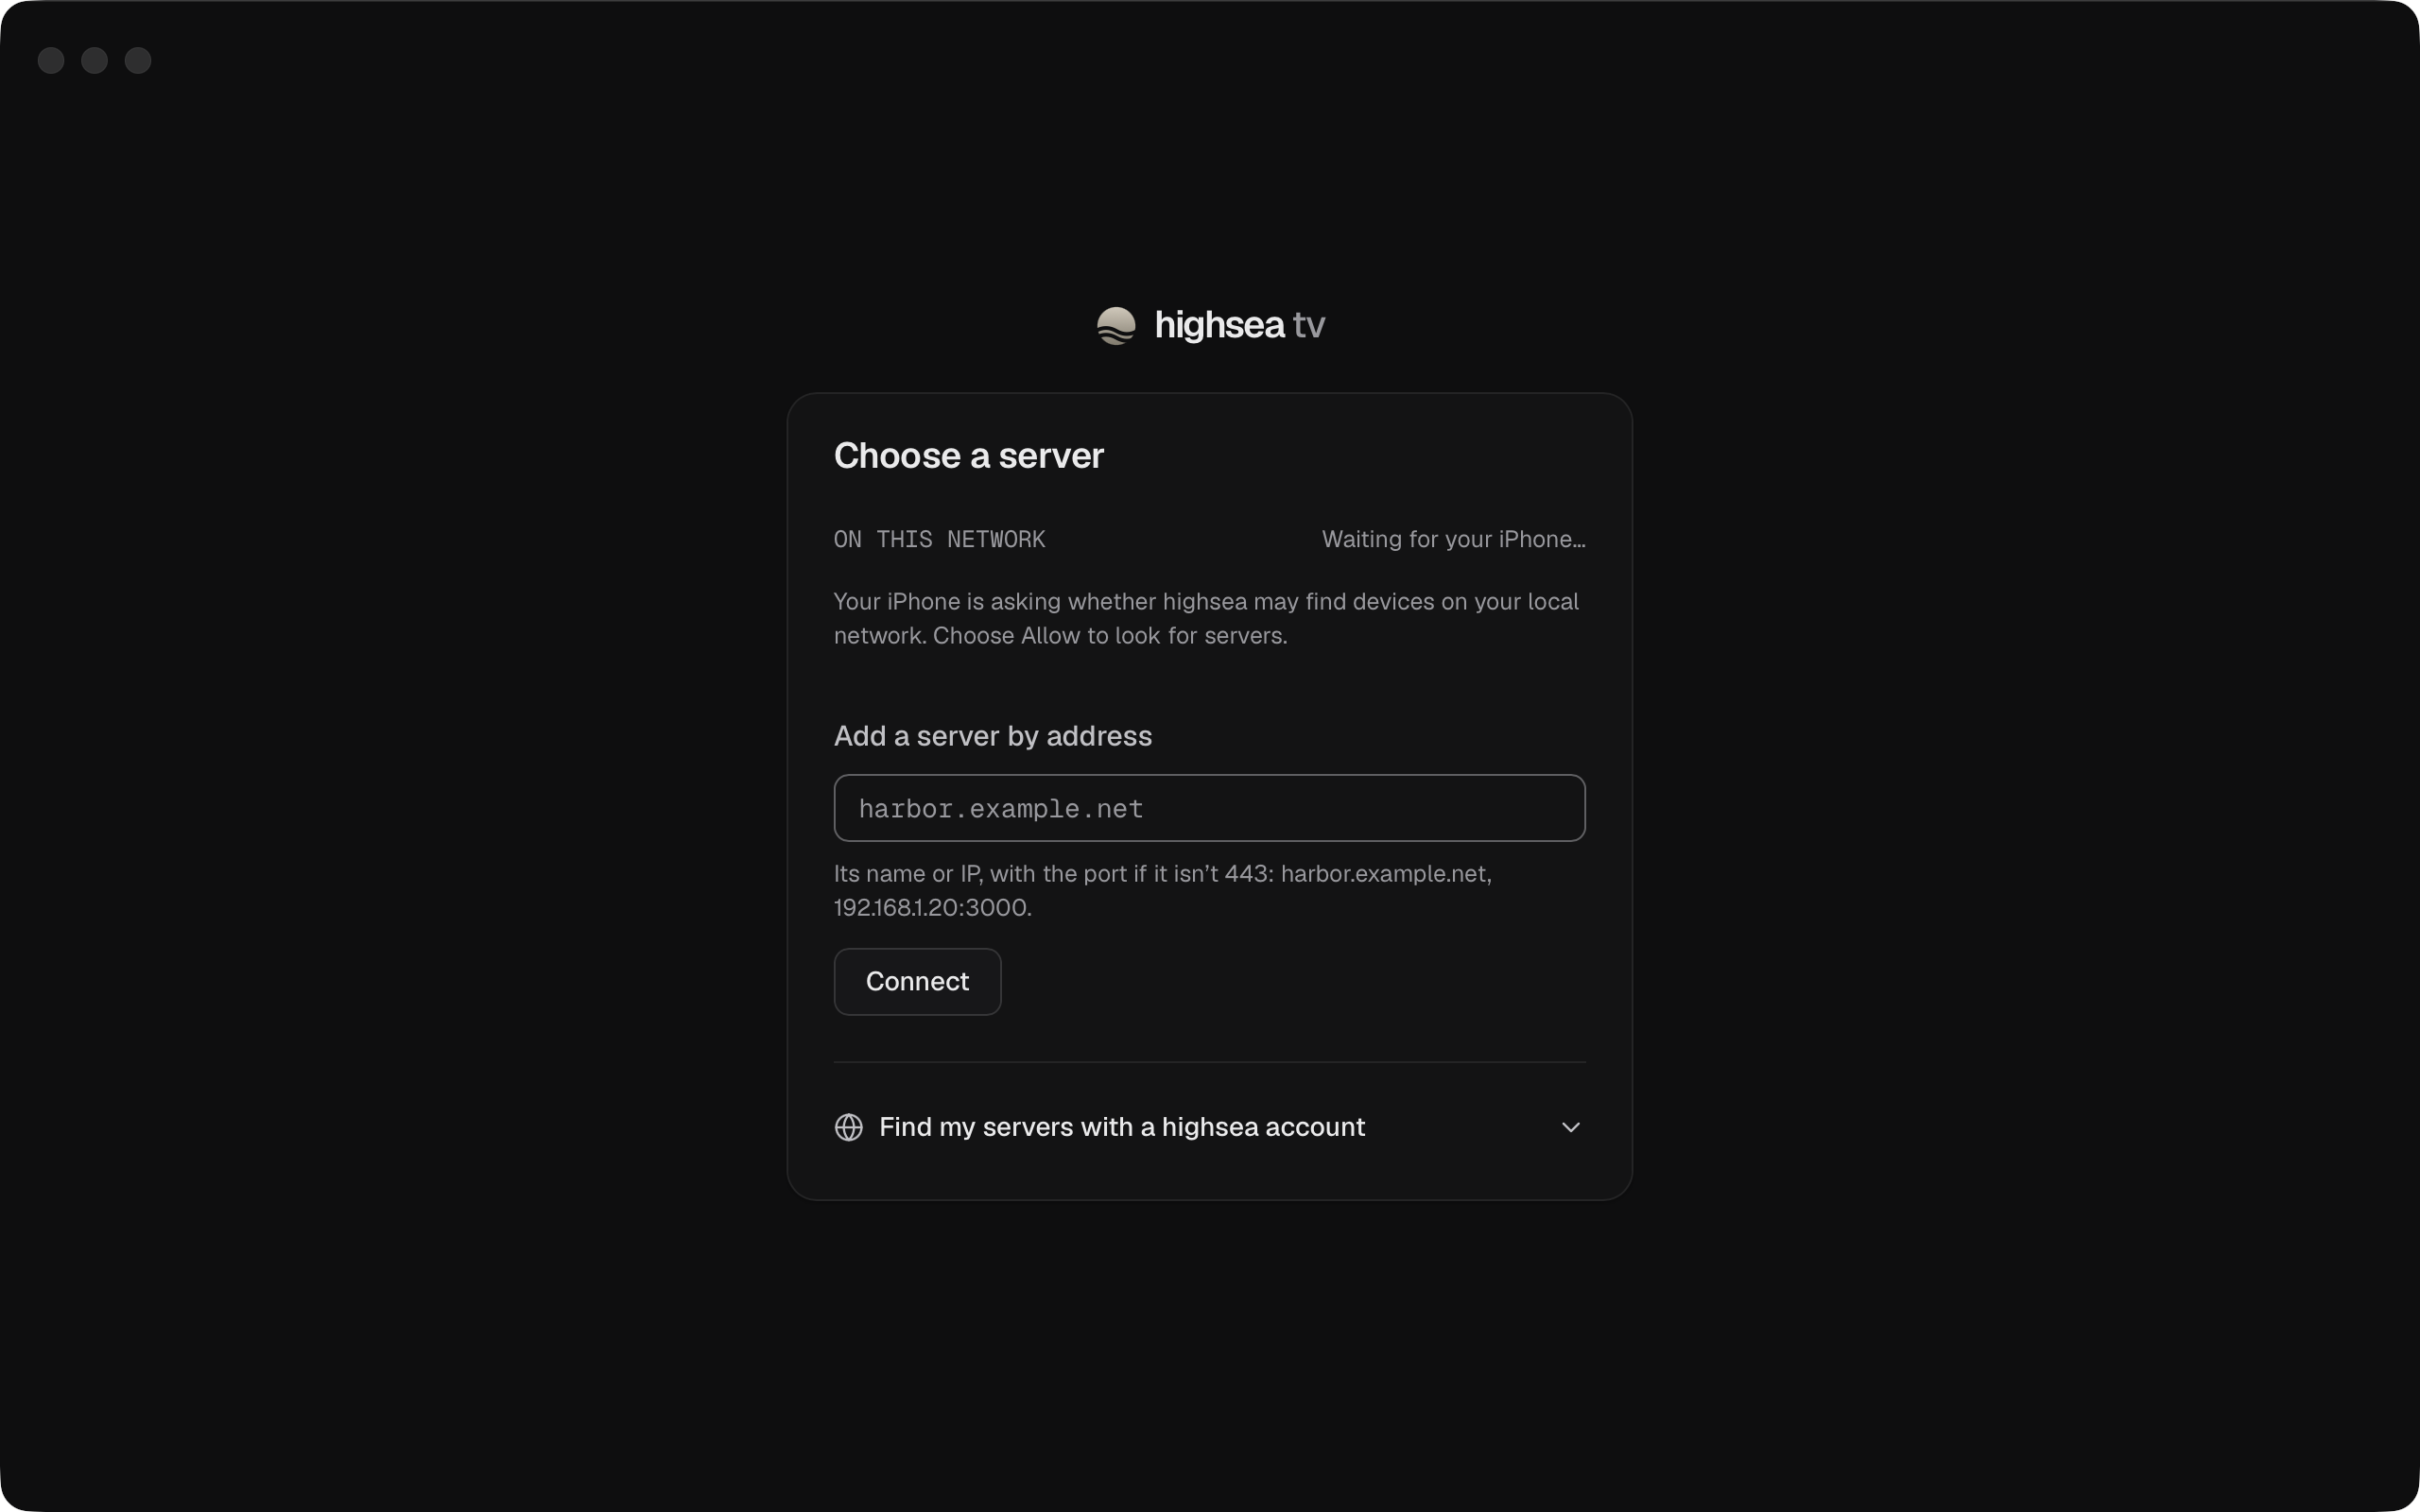 highsea tv
Choose a server
ON THIS NETWORK
Waiting for your iPhone…
Your iPhone is asking whether highsea may find devices on your local
network. Choose Allow to look for servers.
Add a server by address
harbor.example.net
Its name or IP, with the port if it isn’t 443: harbor.example.net,
192.168.1.20:3000.
Connect
Find my servers with a highsea account